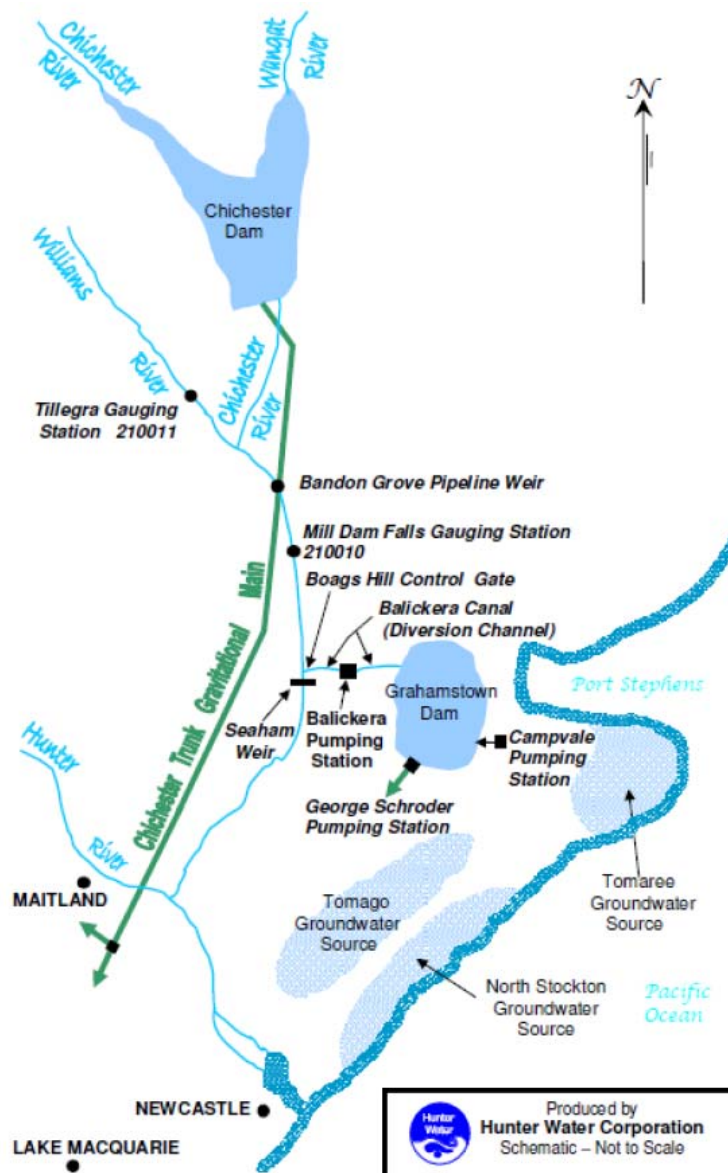 Chichester
River
Wangat
River
N
Chichester
Dam
Williams
River
Chichester
River
Tillegra Gauging
Station 210011
Bandon Grove Pipeline Weir
Mill Dam Falls Gauging Station
210010
Boags Hill Control Gate
Balickera Canal
(Diversion Channel)
Chichester Trunk Gravitational Main
Port Stephens
Grahamstown
Dam
Seaham
Weir
Balickera
Pumping
Station
Campvale
Pumping
Station
Hunter
River
George Schroder
Pumping Station
MAITLAND
Tomago
Groundwater
Source
Tomaree
Groundwater
Source
North Stockton
Groundwater
Source
Pacific
Ocean
NEWCASTLE
LAKE MACQUARIE
Hunter
Water
Produced by
Hunter Water Corporation
Schematic – Not to Scale